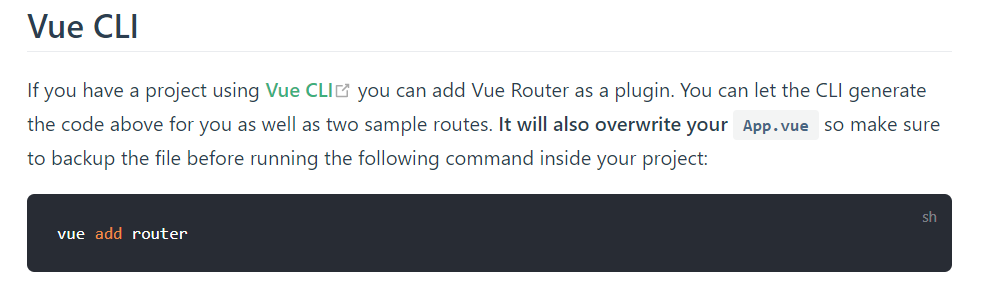 Vue CLI
If you have a project using Vue CLI you can add Vue Router as a plugin. You can let the CLI generate
the code above for you as well as two sample routes. It will also overwrite your App.vue so make sure
to backup the file before running the following command inside your project:
sh
vue add router